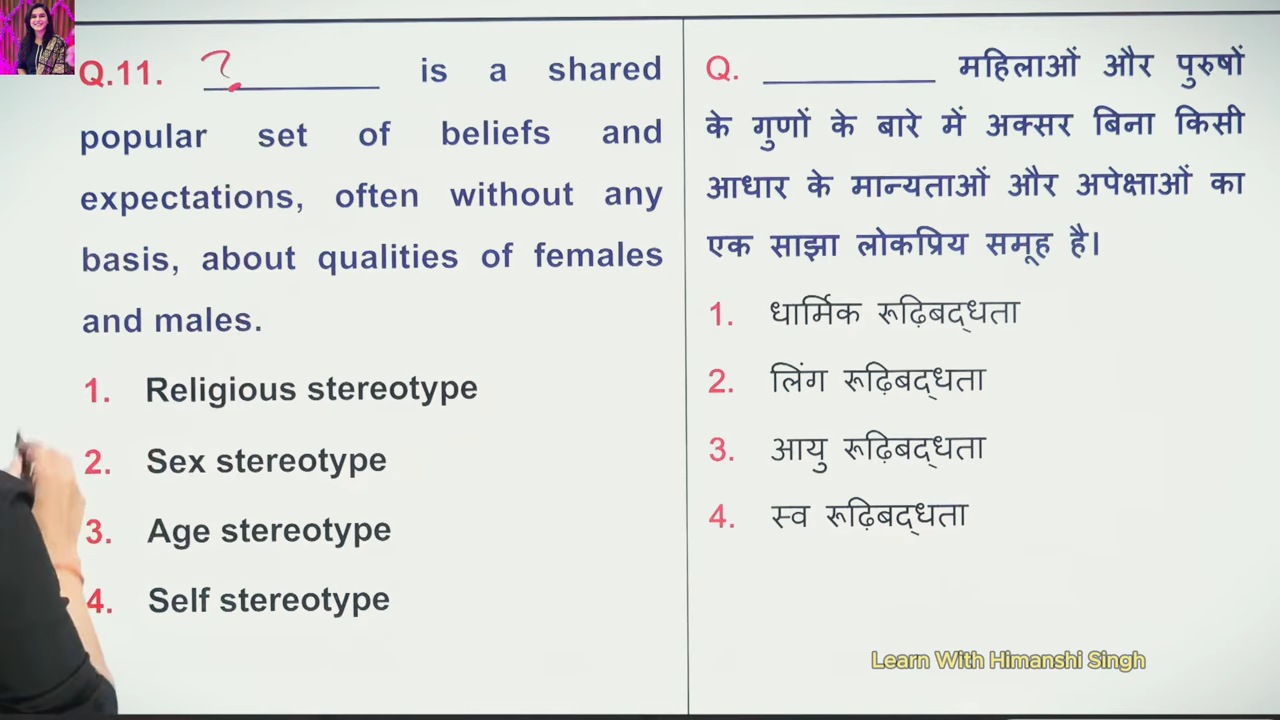 Q.11. ? is a shared
popular set of beliefs and
expectations, often without any
basis, about qualities of females
and males.
1. Religious stereotype
2. Sex stereotype
3. Age stereotype
4. Self stereotype
Q. __________ महिलाओं और पुरुषों
के गुणों के बारे में अक्सर बिना किसी
आधार के मान्यताओं और अपेक्षाओं का
एक साझा लोकप्रिय समूह है।
1. धार्मिक रूढ़िबद्धता
2. लिंग रूढ़िबद्धता
3. आयु रूढ़िबद्धता
4. स्व रूढ़िबद्धता
Learn With Himanshi Singh